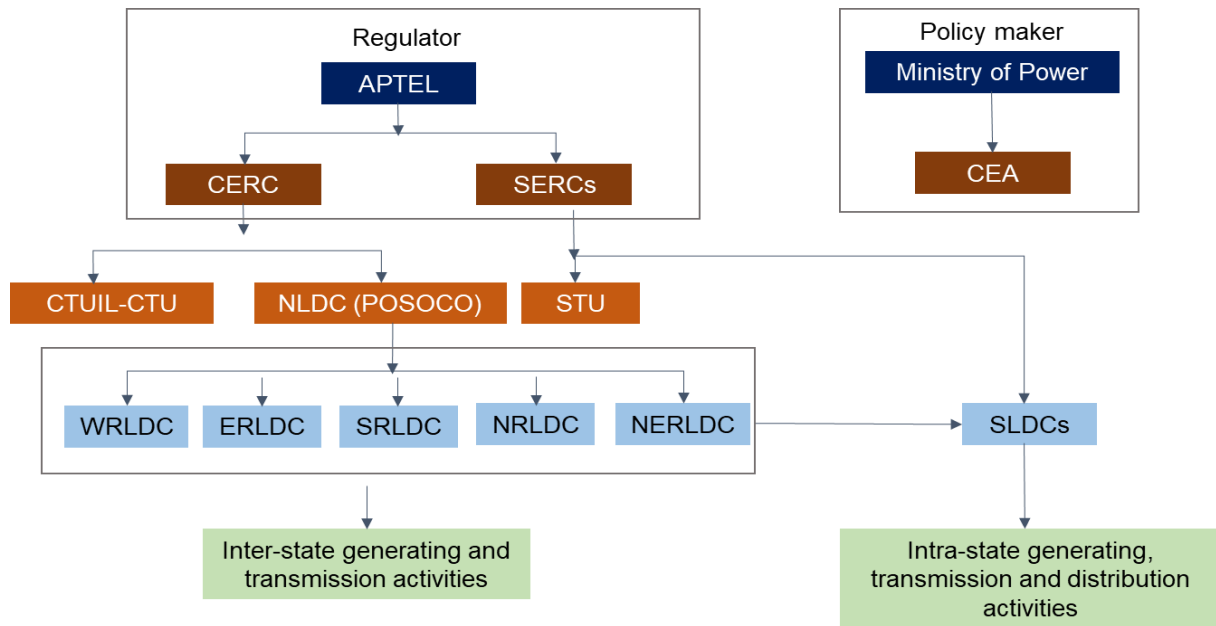 Regulator
APTEL
CERC
SERCs
Policy maker
Ministry of Power
CEA
CTUIL-CTU
NLDC (POSOCO)
STU
WRLDC
ERLDC
SRLDC
NRLDC
NERLDC
SLDCs
Inter-state generating and
transmission activities
Intra-state generating,
transmission and distribution
activities